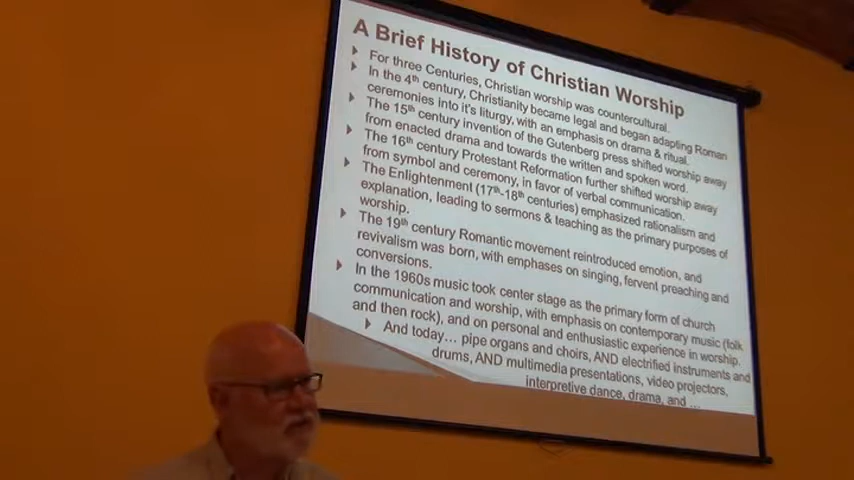 A Brief History of Christian Worship
For three Centuries, Christian worship was countercultural.
In the 4th century, Christianity became legal and began adapting Roman
ceremonies into it's liturgy, with an emphasis on drama & ritual.
The 15th century invention of the Gutenberg press shifted worship away
from enacted drama and towards the written and spoken word.
The 16th century Protestant Reformation further shifted worship away
from symbol and ceremony, in favor of verbal communication.
The Enlightenment (17th-18th centuries) emphasized rationalism and
explanation, leading to sermons & teaching as the primary purposes of
worship.
The 19th century Romantic movement reintroduced emotion, and
revivalism was born, with emphases on singing, fervent preaching and
conversions.
In the 1960s music took center stage as the primary form of church
communication and worship, with emphasis on contemporary music (folk
and then rock), and on personal and enthusiastic experience in worship.
And today… pipe organs and choirs, AND electrified instruments and
drums, AND multimedia presentations, video projectors,
interpretive dance, drama, and …